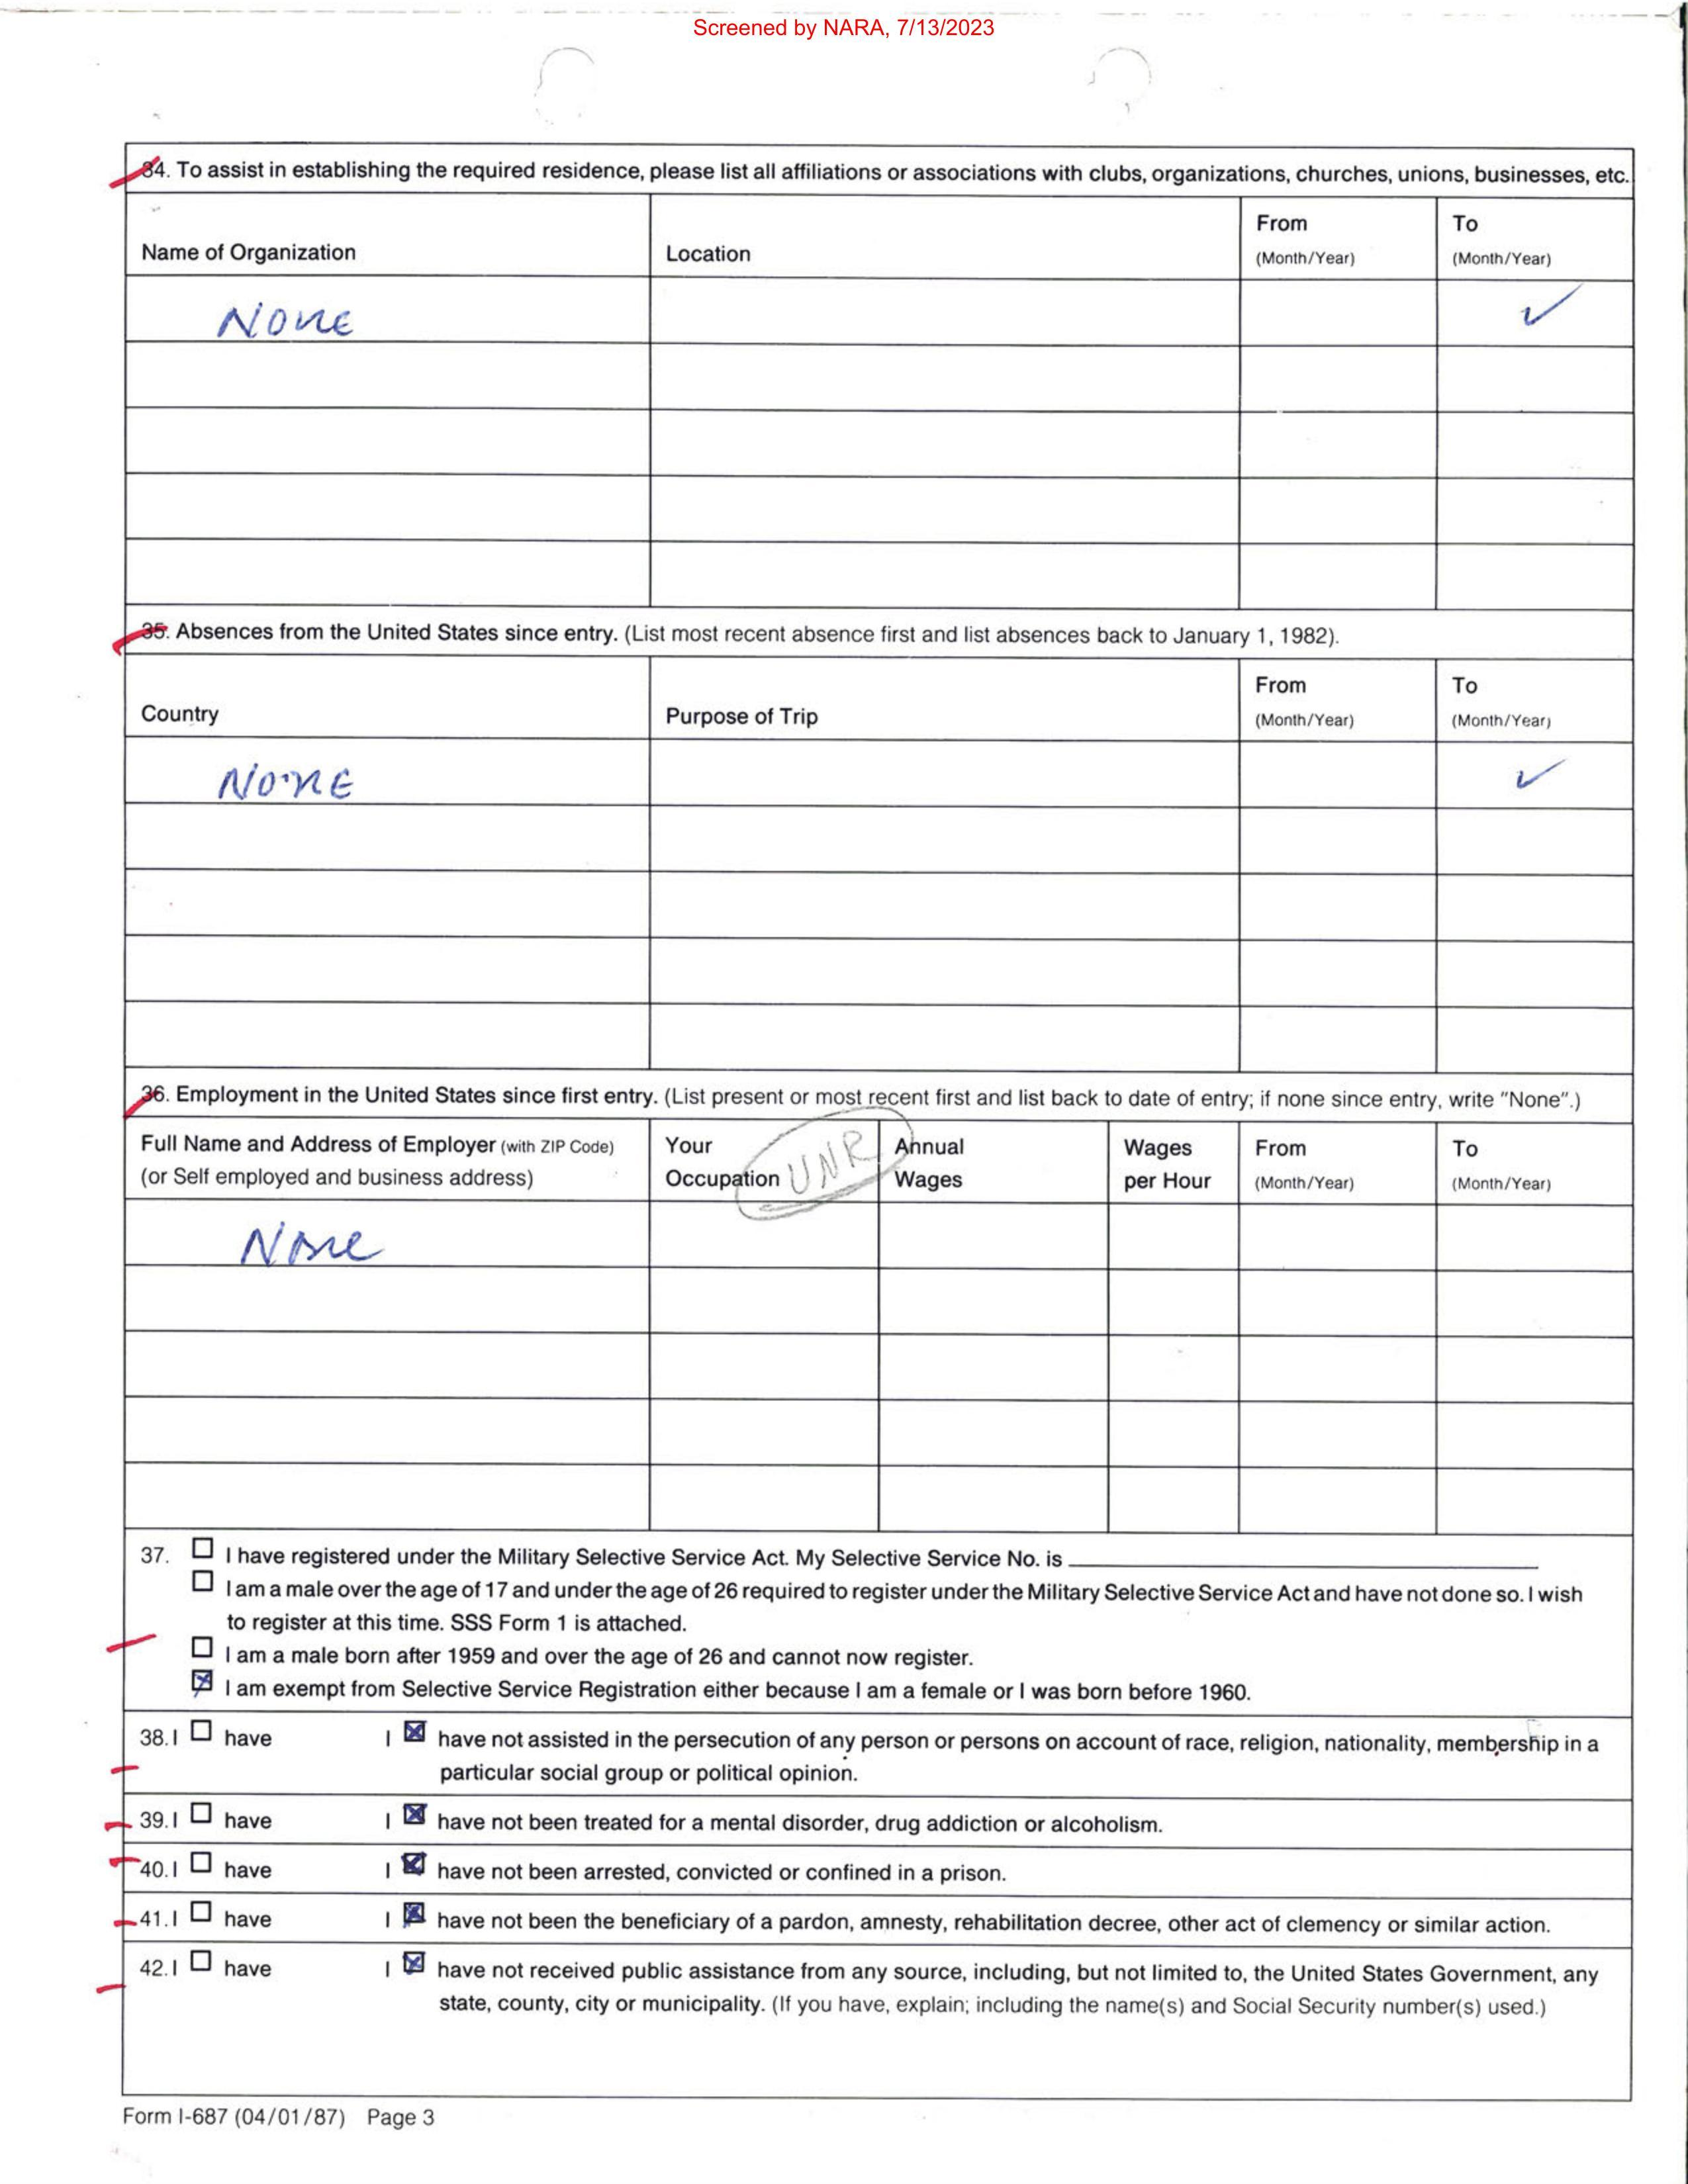 Screened by NARA, 7/13/2023
34. To assist in establishing the required residence, please list all affiliations or associations with clubs, organizations, churches, unions, businesses, etc.
Name of Organization Location From (Month/Year) To (Month/Year)
None ✓
35. Absences from the United States since entry. (List most recent absence first and list absences back to January 1, 1982).
Country Purpose of Trip From (Month/Year) To (Month/Year)
None ✓
36. Employment in the United States since first entry. (List present or most recent first and list back to date of entry; if none since entry, write "None".)
Full Name and Address of Employer (with ZIP Code) Your Annual Wages From To
(or Self employed and business address) Occupation UNR Wages per Hour (Month/Year) (Month/Year)
None
37. ☐ I have registered under the Military Selective Service Act. My Selective Service No. is
☐ I am a male over the age of 17 and under the age of 26 required to register under the Military Selective Service Act and have not done so. I wish
to register at this time. SSS Form 1 is attached.
☐ I am a male born after 1959 and over the age of 26 and cannot now register.
☒ I am exempt from Selective Service Registration either because I am a female or I was born before 1960.
38. I ☐ have I ☒ have not assisted in the persecution of any person or persons on account of race, religion, nationality, membership in a
particular social group or political opinion.
39. I ☐ have I ☒ have not been treated for a mental disorder, drug addiction or alcoholism.
40. I ☐ have I ☒ have not been arrested, convicted or confined in a prison.
41. I ☐ have I ☒ have not been the beneficiary of a pardon, amnesty, rehabilitation decree, other act of clemency or similar action.
42. I ☐ have I ☒ have not received public assistance from any source, including, but not limited to, the United States Government, any
state, county, city or municipality. (If you have, explain; including the name(s) and Social Security number(s) used.)
Form I-687 (04/01/87) Page 3